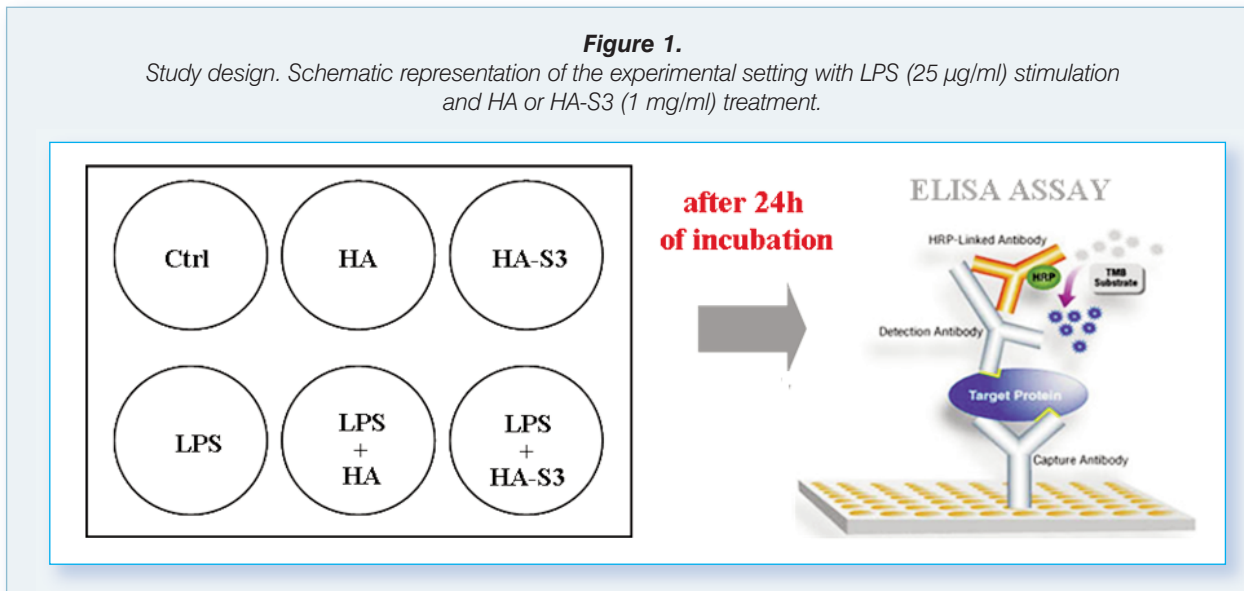 Figure 1.
Study design. Schematic representation of the experimental setting with LPS (25 µg/ml) stimulation
and HA or HA-S3 (1 mg/ml) treatment.
Ctrl
HA
HA-S3
LPS
LPS
+
HA
LPS
+
HA-S3
after 24h
of incubation
ELISA ASSAY
HRP-Linked Antibody
HRP
TMB
Substrate
Detection Antibody
Target Protein
Capture Antibody